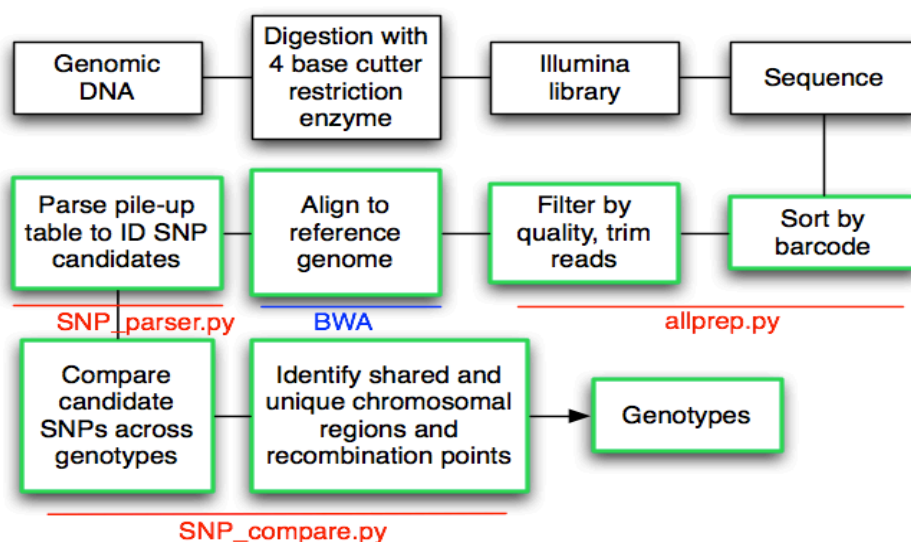 Genomic
DNA
Digestion with
4 base cutter
restriction
enzyme
Illumina
library
Sequence
Parse pile-up
table to ID SNP
candidates
Align to
reference
genome
Filter by
quality, trim
reads
Sort by
barcode
SNP_parser.py
BWA
allprep.py
Compare
candidate
SNPs across
genotypes
Identify shared and
unique chromosomal
regions and
recombination points
Genotypes
SNP_compare.py